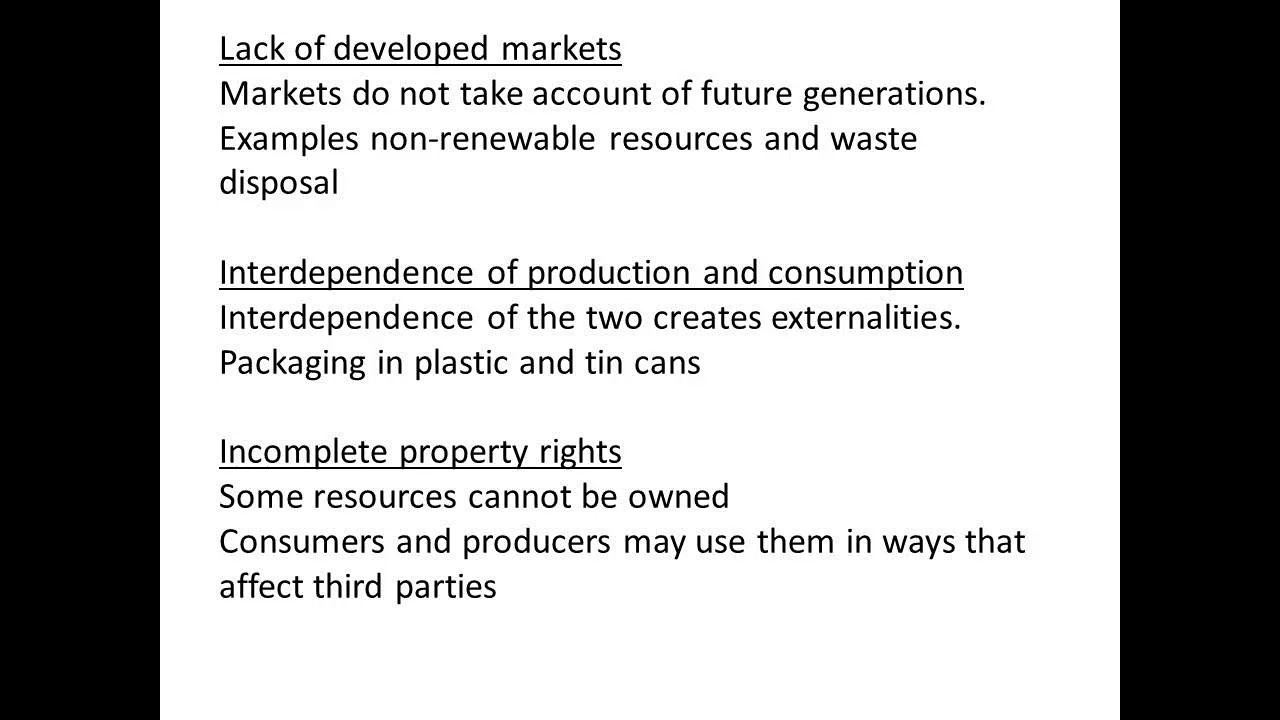 Lack of developed markets
Markets do not take account of future generations.
Examples non-renewable resources and waste
disposal
Interdependence of production and consumption
Interdependence of the two creates externalities.
Packaging in plastic and tin cans
Incomplete property rights
Some resources cannot be owned
Consumers and producers may use them in ways that
affect third parties